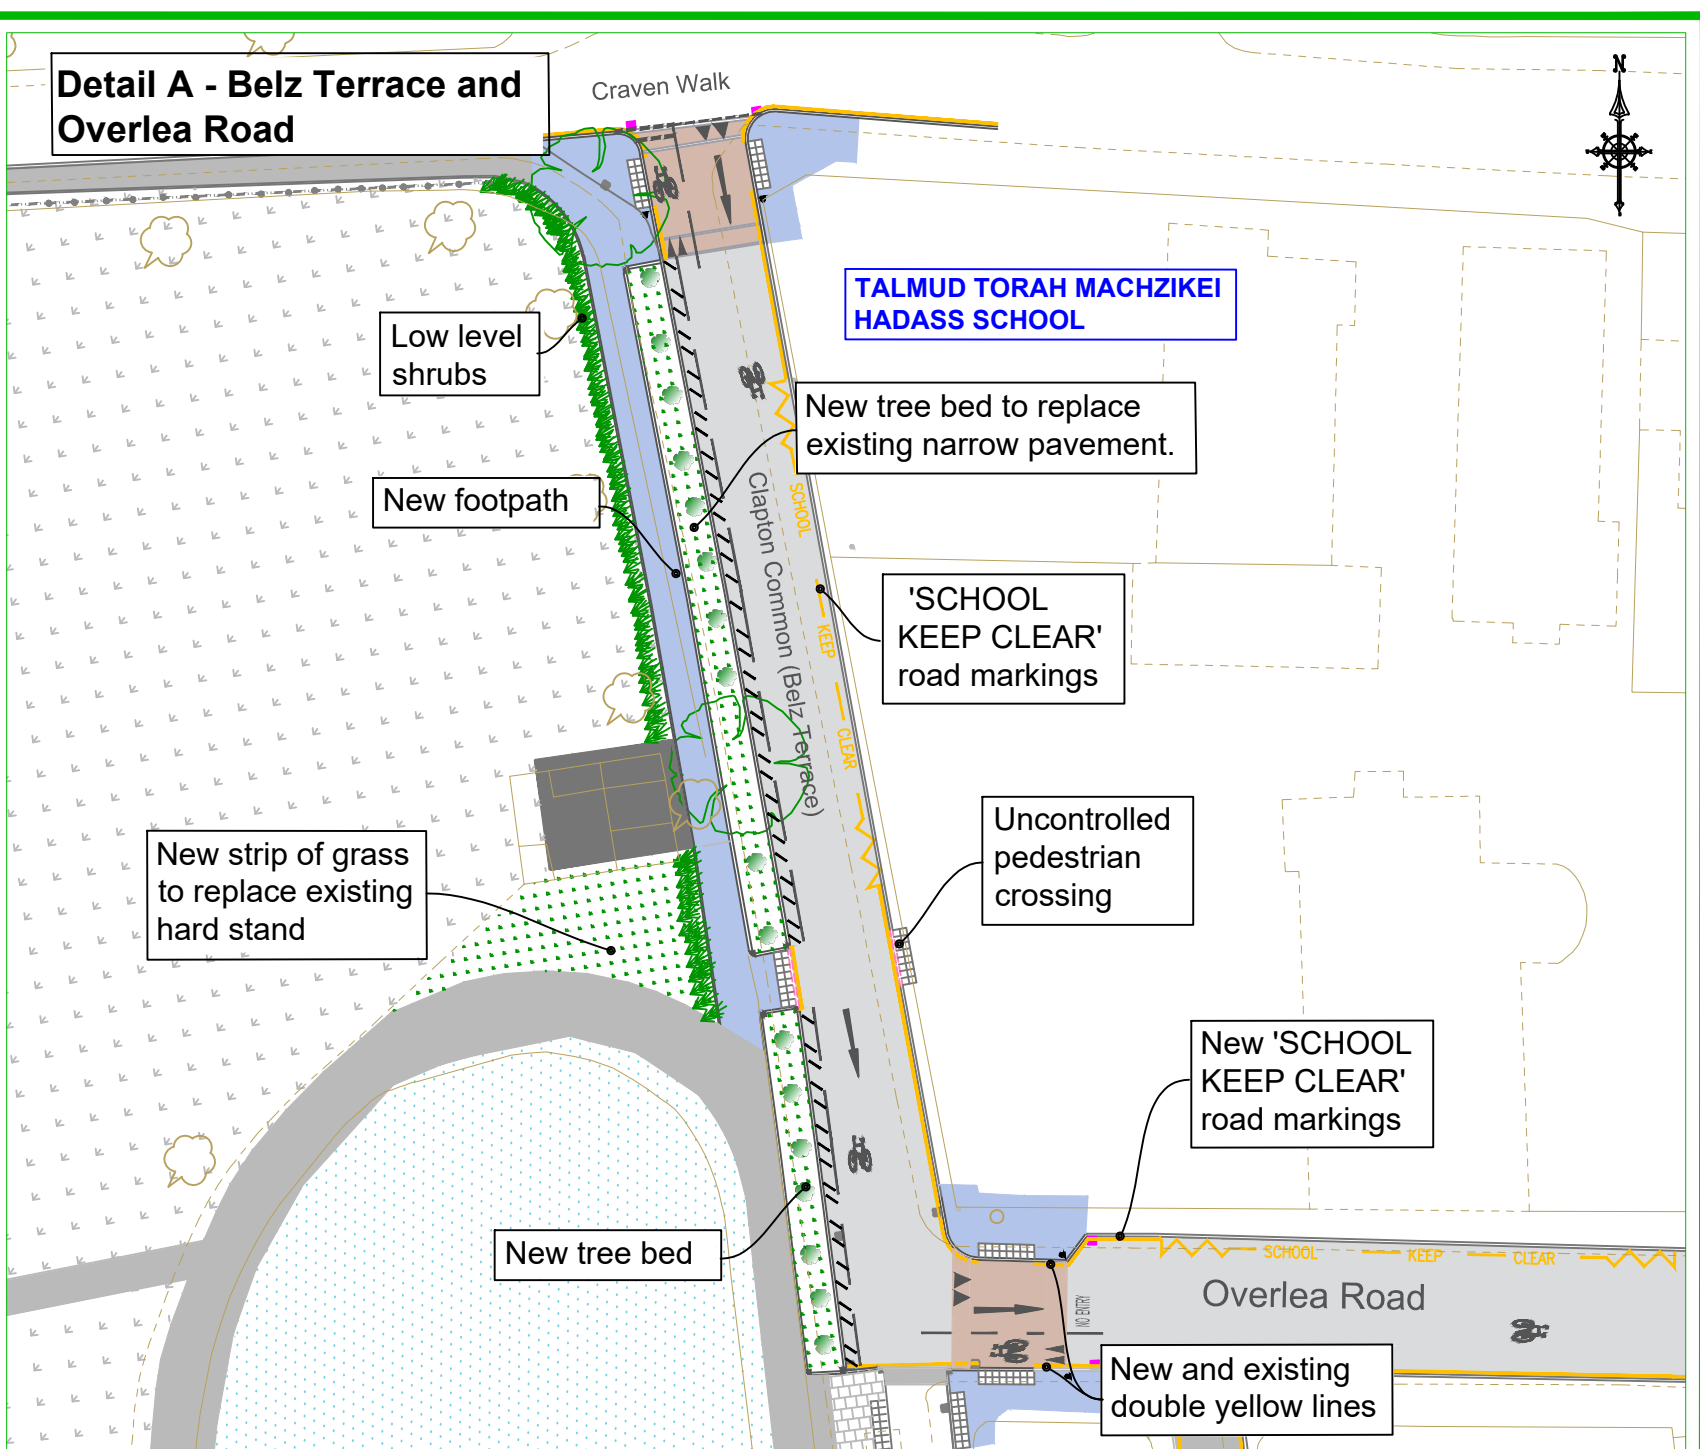 Detail A - Belz Terrace and
Overlea Road
Craven Walk
N
TALMUD TORAH MACHZIKEI
HADASS SCHOOL
Low level
shrubs
New tree bed to replace
existing narrow pavement.
New footpath
SCHOOL
KEEP
CLEAR
Clapton Common (Belz Terrace)
'SCHOOL
KEEP CLEAR'
road markings
New strip of grass
to replace existing
hard stand
Uncontrolled
pedestrian
crossing
New 'SCHOOL
KEEP CLEAR'
road markings
New tree bed
SCHOOL KEEP CLEAR
Overlea Road
NO ENTRY
New and existing
double yellow lines